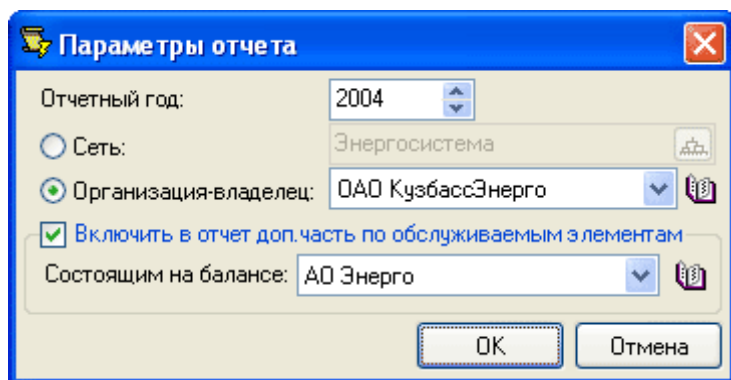 Параметры отчета
Отчетный год: 2004
Сеть: Энергосистема
Организация-владелец: ОАО КузбассЭнерго
Включить в отчет доп.часть по обслуживаемым элементам
Состоящим на балансе: АО Энерго
OK Отмена